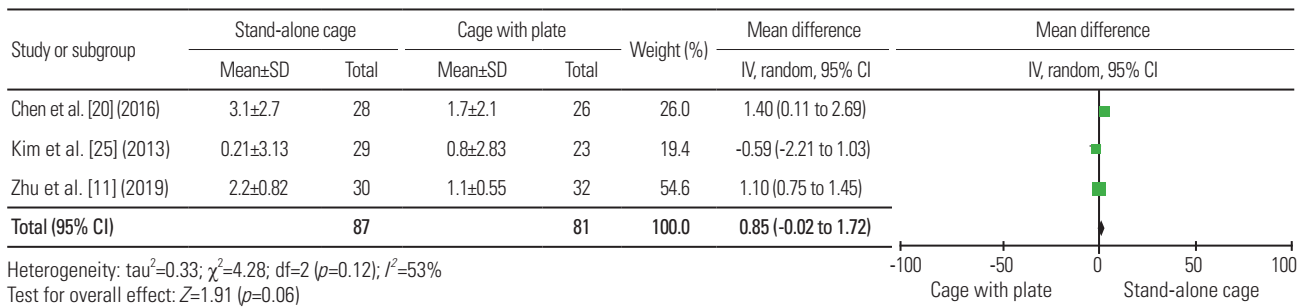 Study or subgroup Stand-alone cage Cage with plate Weight (%) Mean difference Mean difference
Mean±SD Total Mean±SD Total IV, random, 95% CI IV, random, 95% CI
Chen et al. [20] (2016) 3.1±2.7 28 1.7±2.1 26 26.0 1.40 (0.11 to 2.69)
Kim et al. [25] (2013) 0.21±3.13 29 0.8±2.83 23 19.4 -0.59 (-2.21 to 1.03)
Zhu et al. [11] (2019) 2.2±0.82 30 1.1±0.55 32 54.6 1.10 (0.75 to 1.45)
Total (95% CI) 87 81 100.0 0.85 (-0.02 to 1.72)
Heterogeneity: tau²=0.33; χ²=4.28; df=2 (p=0.12); I²=53%
Test for overall effect: Z=1.91 (p=0.06)
-100 -50 0 50 100
Cage with plate Stand-alone cage